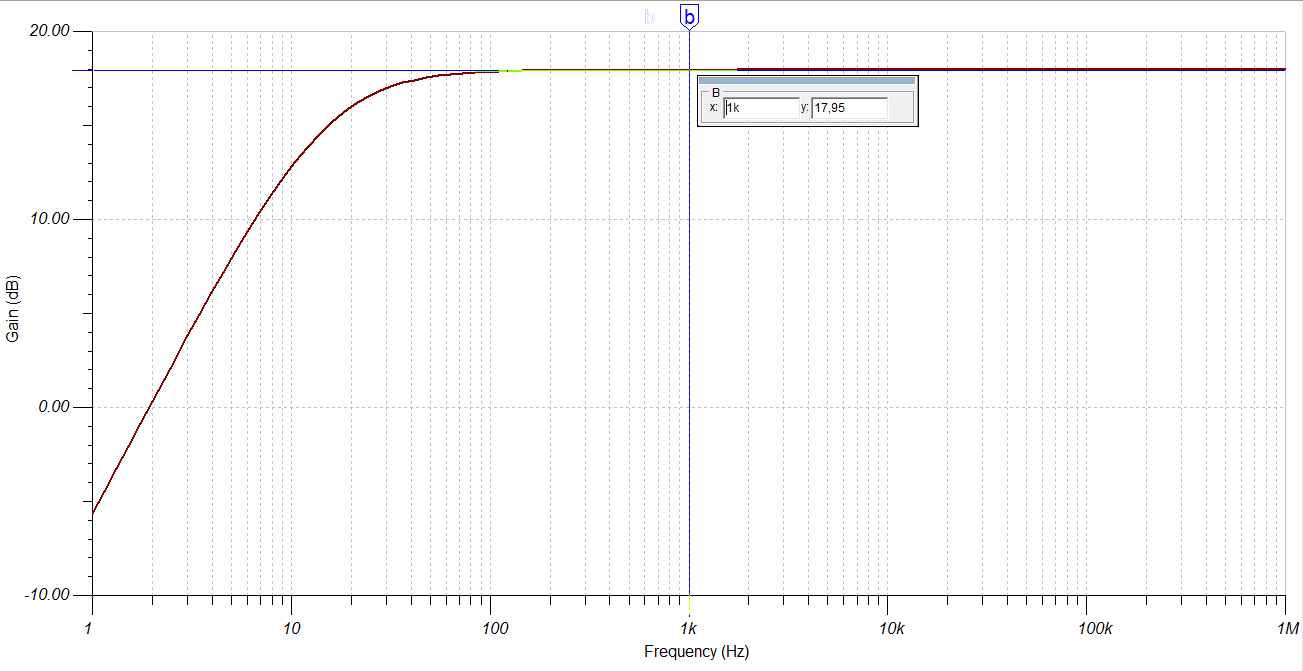 b b
20.00
B
x: 1k y: 17,95
10.00
Gain (dB)
0.00
-10.00
1 10 100 1k 10k 100k 1M
Frequency (Hz)